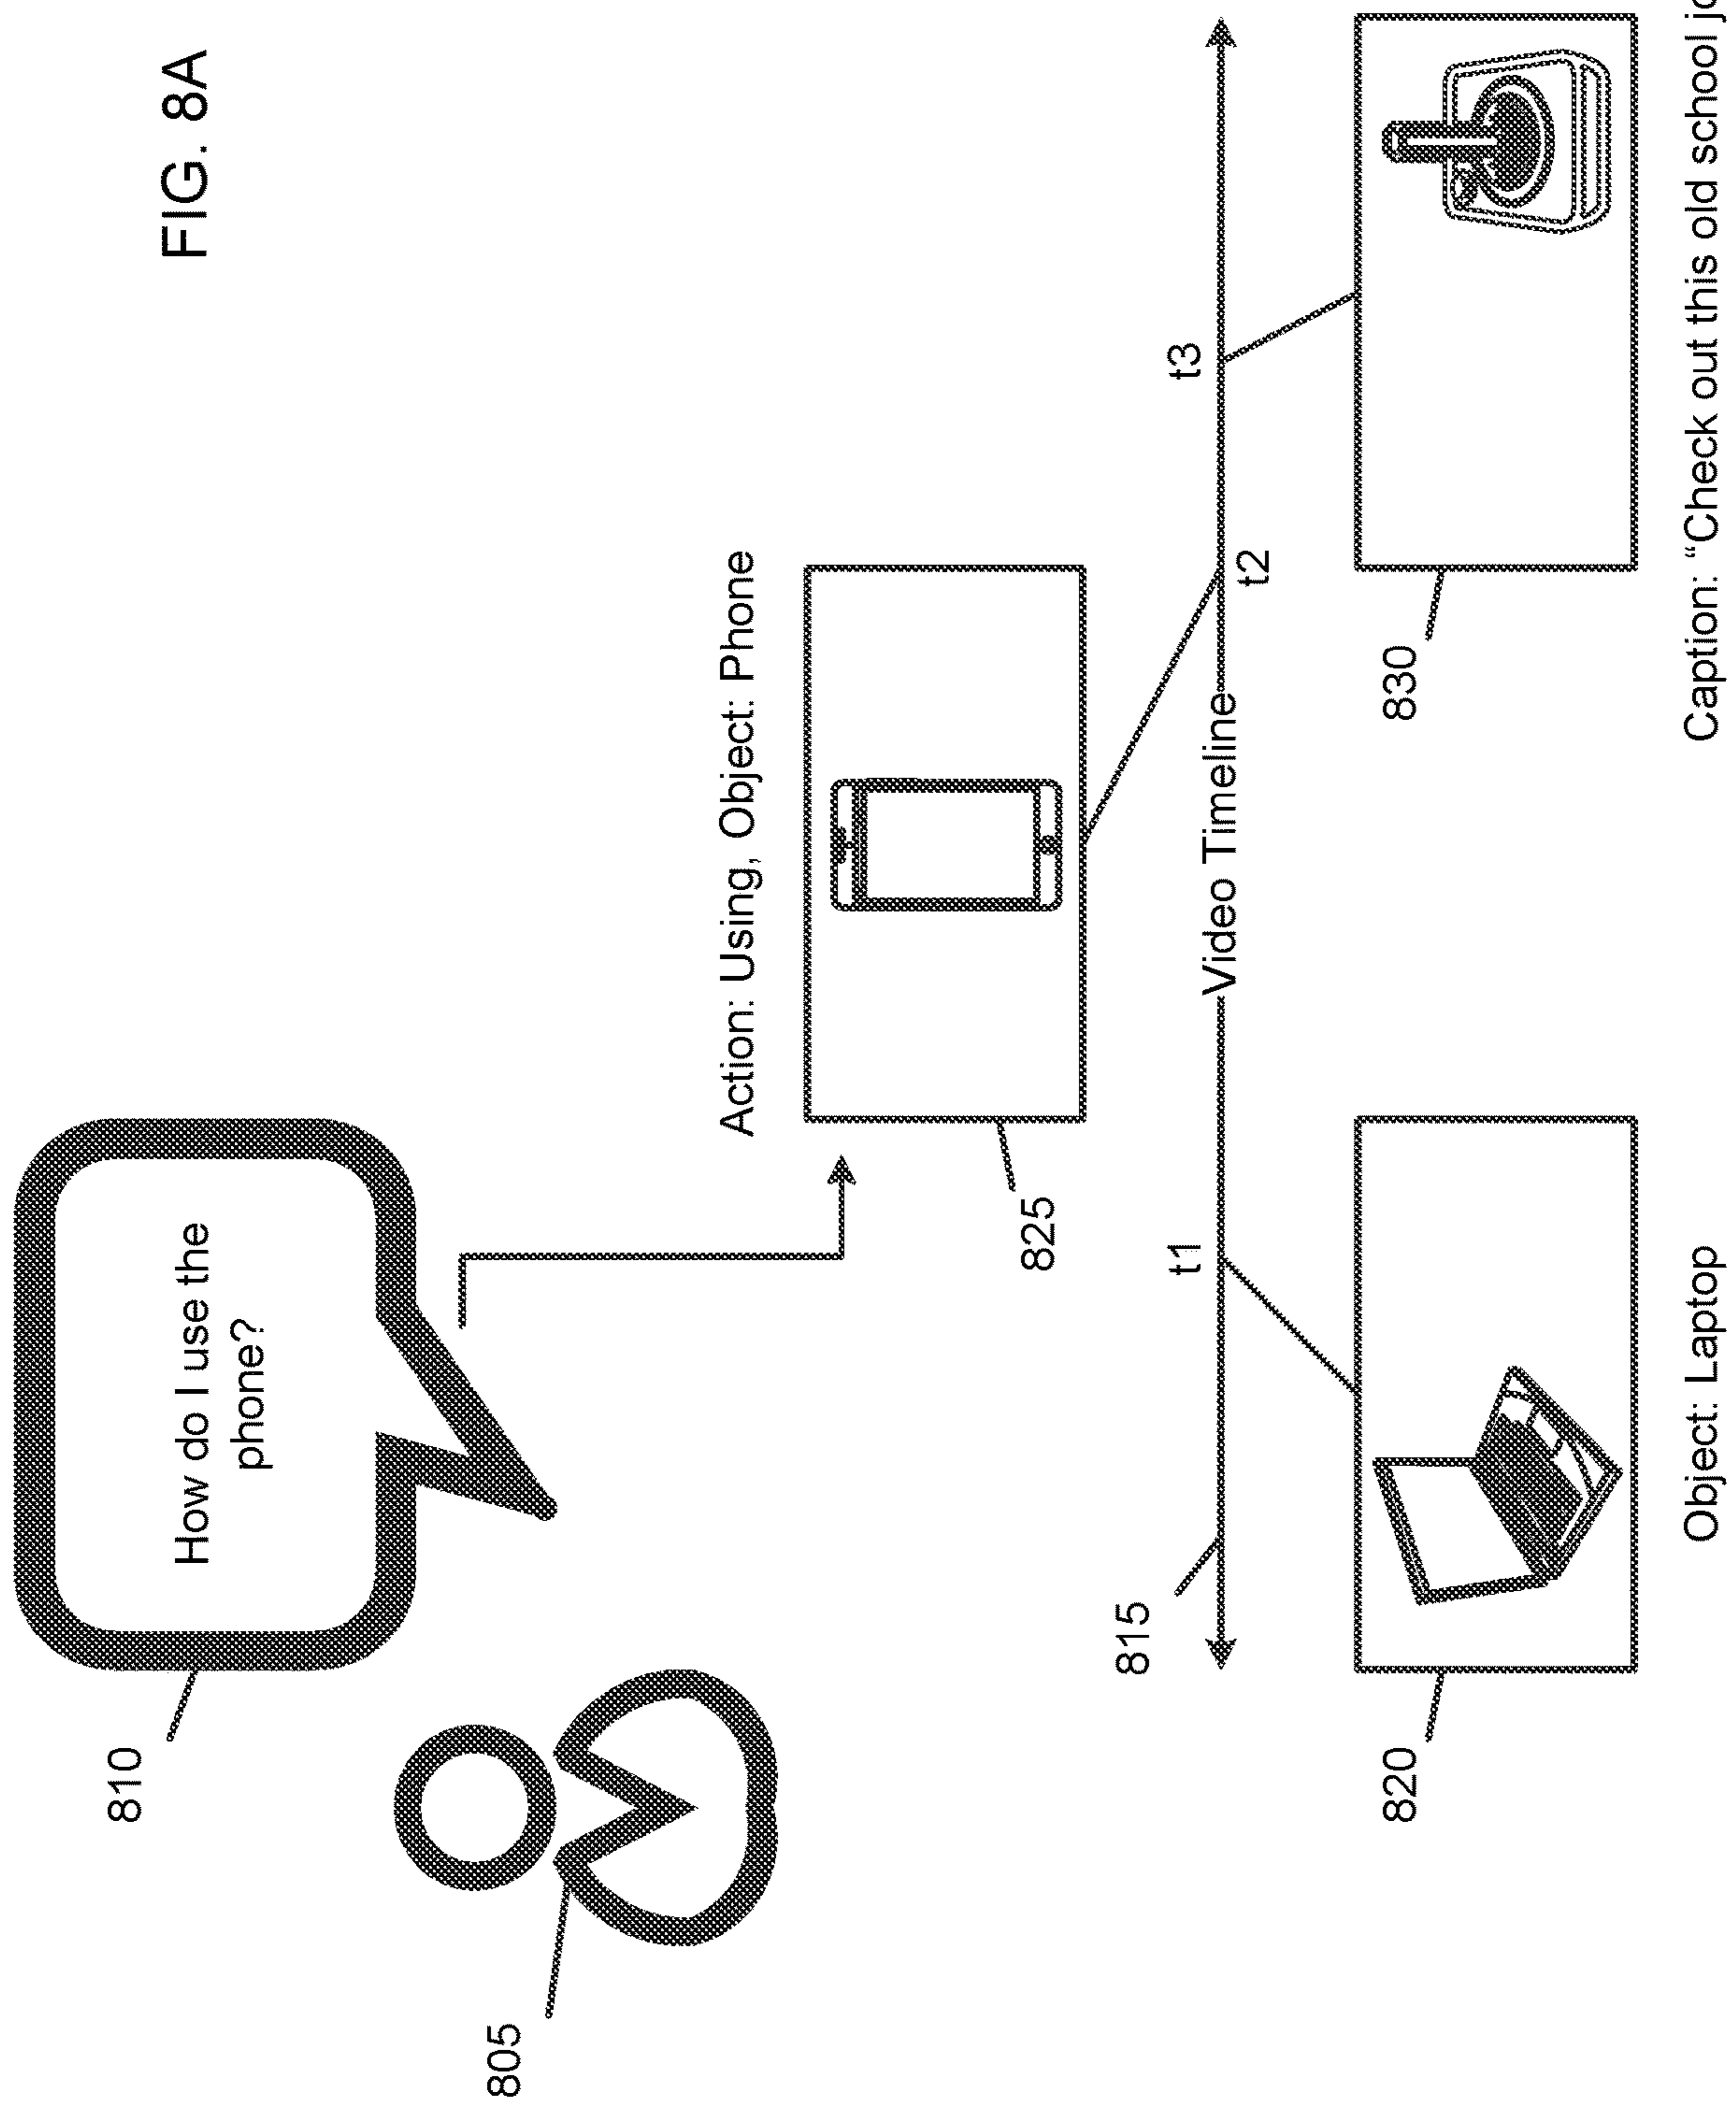 FIG. 8A
810
How do I use the
phone?
805
Action: Using, Object: Phone
825
815
t1
Video Timeline
t2
t3
820
830
Object: Laptop
Caption: “Check out this old school